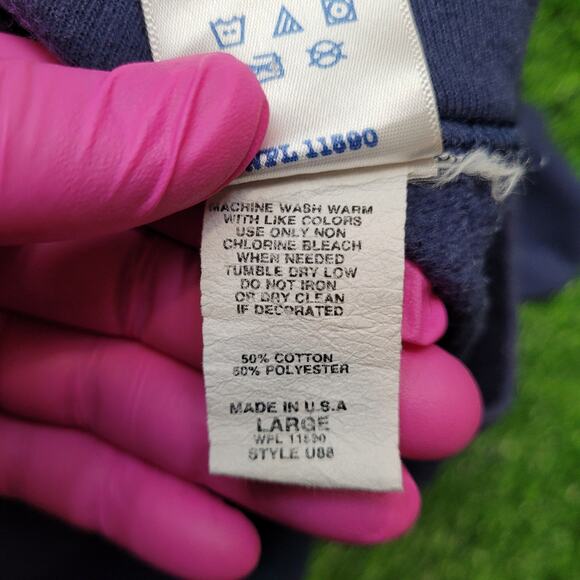 WPL 11590
MACHINE WASH WARM
WITH LIKE COLORS
USE ONLY NON
CHLORINE BLEACH
WHEN NEEDED
TUMBLE DRY LOW
DO NOT IRON
OR DRY CLEAN
IF DECORATED
50% COTTON
50% POLYESTER
MADE IN U.S.A
LARGE
WPL 11590
STYLE U88